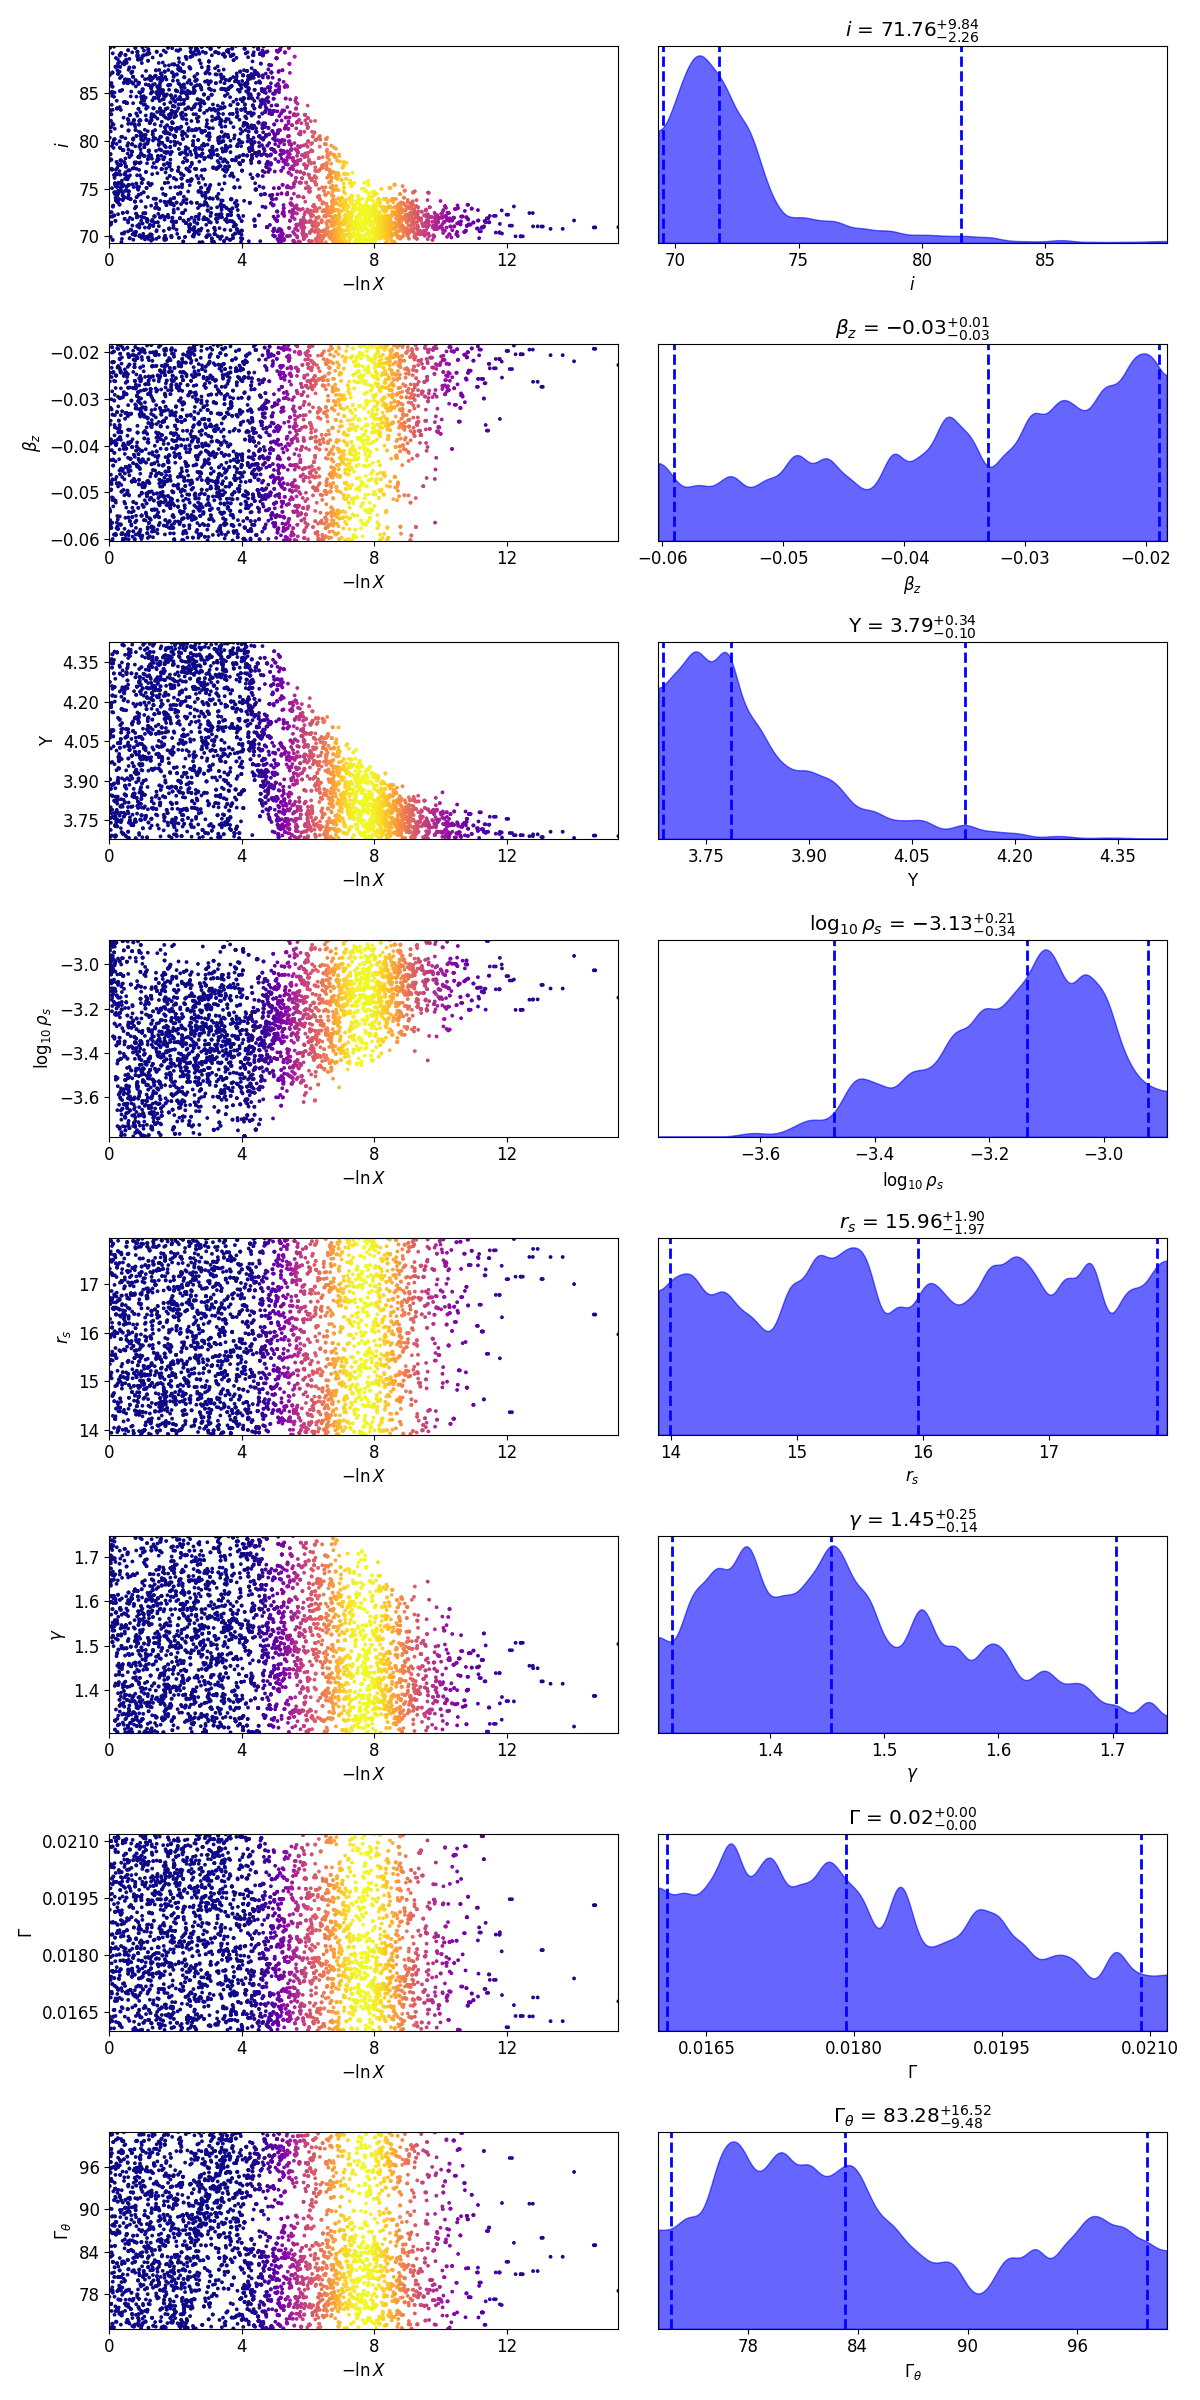 i = 71.76+9.84−2.26
85
80
75
70
i
0 4 8 12
−ln X
70 75 80 85
i
βz = −0.03+0.01−0.03
−0.02
−0.03
−0.04
−0.05
−0.06
βz
0 4 8 12
−ln X
−0.06 −0.05 −0.04 −0.03 −0.02
βz
Υ = 3.79+0.34−0.10
4.35
4.20
4.05
3.90
3.75
Υ
0 4 8 12
−ln X
3.75 3.90 4.05 4.20 4.35
Υ
log10 ρs = −3.13+0.21−0.34
−3.0
−3.2
−3.4
−3.6
log10 ρs
0 4 8 12
−ln X
−3.6 −3.4 −3.2 −3.0
log10 ρs
rs = 15.96+1.90−1.97
17
16
15
14
rs
0 4 8 12
−ln X
14 15 16 17
rs
γ = 1.45+0.25−0.14
1.7
1.6
1.5
1.4
γ
0 4 8 12
−ln X
1.4 1.5 1.6 1.7
γ
Γ = 0.02+0.00−0.00
0.0210
0.0195
0.0180
0.0165
Γ
0 4 8 12
−ln X
0.0165 0.0180 0.0195 0.0210
Γ
Γθ = 83.28+16.52−9.48
96
90
84
78
Γθ
0 4 8 12
−ln X
78 84 90 96
Γθ